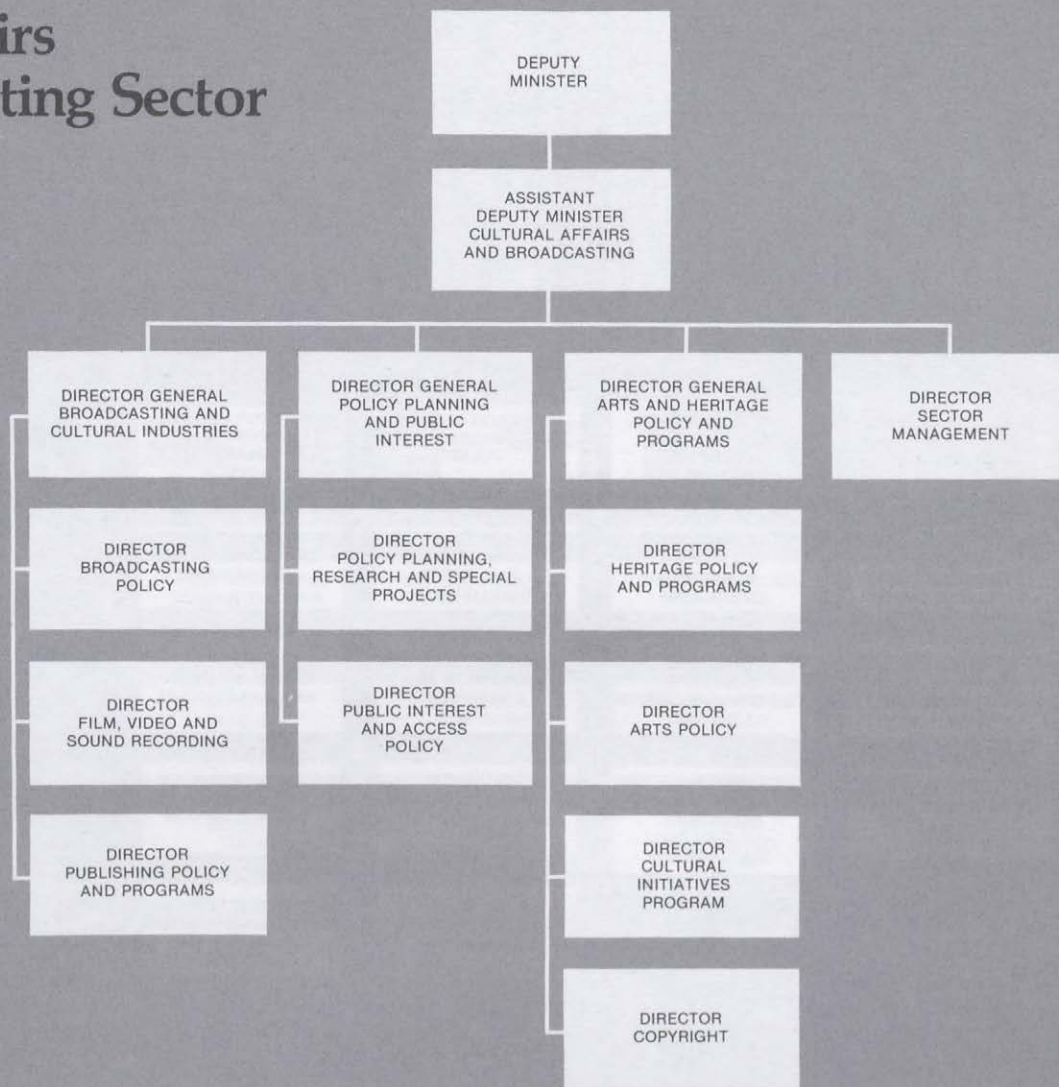 irs
ting Sector
DEPUTY
MINISTER
ASSISTANT
DEPUTY MINISTER
CULTURAL AFFAIRS
AND BROADCASTING
DIRECTOR GENERAL
BROADCASTING AND
CULTURAL INDUSTRIES
DIRECTOR GENERAL
POLICY PLANNING
AND PUBLIC
INTEREST
DIRECTOR GENERAL
ARTS AND HERITAGE
POLICY AND
PROGRAMS
DIRECTOR
SECTOR
MANAGEMENT
DIRECTOR
BROADCASTING
POLICY
DIRECTOR
POLICY PLANNING,
RESEARCH AND SPECIAL
PROJECTS
DIRECTOR
HERITAGE POLICY
AND PROGRAMS
DIRECTOR
FILM, VIDEO AND
SOUND RECORDING
DIRECTOR
PUBLIC INTEREST
AND ACCESS
POLICY
DIRECTOR
ARTS POLICY
DIRECTOR
PUBLISHING POLICY
AND PROGRAMS
DIRECTOR
CULTURAL
INITIATIVES
PROGRAM
DIRECTOR
COPYRIGHT